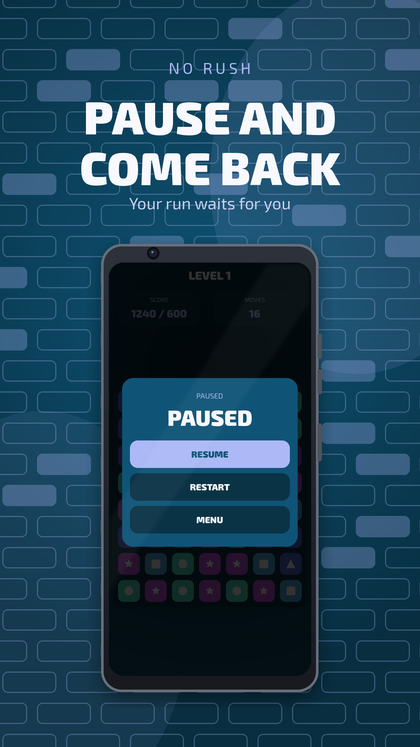 NO RUSH
PAUSE AND
COME BACK
Your run waits for you
LEVEL 1
SCORE
MOVES
1240 / 600
16
PAUSED
PAUSED
RESUME
RESTART
MENU